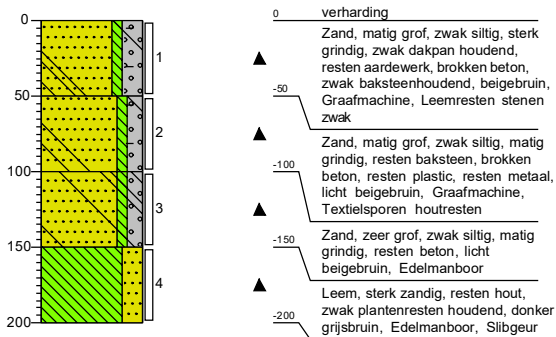 0
50
100
150
200
1
2
3
4
0
verharding
Zand, matig grof, zwak siltig, sterk
grindig, zwak dakpan houdend,
resten aardewerk, brokken beton,
zwak baksteenhoudend, beigebruin,
Graafmachine, Leemresten stenen
zwak
-50
Zand, matig grof, zwak siltig, matig
grindig, resten baksteen, brokken
beton, resten plastic, resten metaal,
licht beigebruin, Graafmachine,
Textielsporen houtresten
-100
Zand, zeer grof, zwak siltig, matig
grindig, resten beton, licht
beigebruin, Edelmanboor
-150
Leem, sterk zandig, resten hout,
zwak plantenresten houdend, donker
grijsbruin, Edelmanboor, Slibgeur
-200